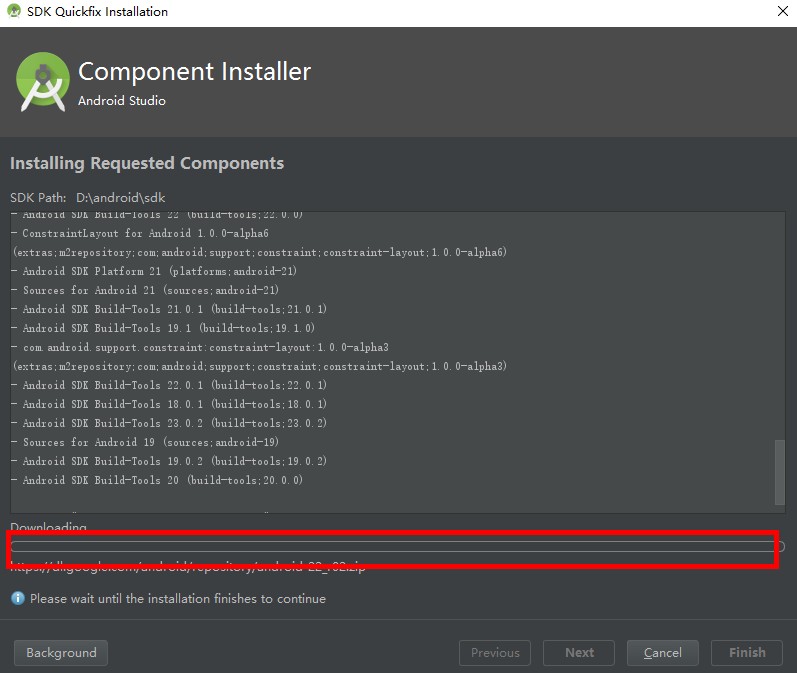 SDK Quickfix Installation
Component Installer
Android Studio
Installing Requested Components
SDK Path: D:\android\sdk
- Android SDK Build-Tools 22 (build-tools;22.0.0)
- ConstraintLayout for Android 1.0.0-alpha6
(extras;m2repository;com;android;support;constraint;constraint-layout;1.0.0-alpha6)
- Android SDK Platform 21 (platforms;android-21)
- Sources for Android 21 (sources;android-21)
- Android SDK Build-Tools 21.0.1 (build-tools;21.0.1)
- Android SDK Build-Tools 19.1 (build-tools;19.1.0)
- com.android.support.constraint:constraint-layout:1.0.0-alpha3
(extras;m2repository;com;android;support;constraint;constraint-layout;1.0.0-alpha3)
- Android SDK Build-Tools 22.0.1 (build-tools;22.0.1)
- Android SDK Build-Tools 18.0.1 (build-tools;18.0.1)
- Android SDK Build-Tools 23.0.2 (build-tools;23.0.2)
- Sources for Android 19 (sources;android-19)
- Android SDK Build-Tools 19.0.2 (build-tools;19.0.2)
- Android SDK Build-Tools 20 (build-tools;20.0.0)
Downloading
https://dl.google.com/android/repository/android-22_r02.zip
Please wait until the installation finishes to continue
Background
Previous
Next
Cancel
Finish